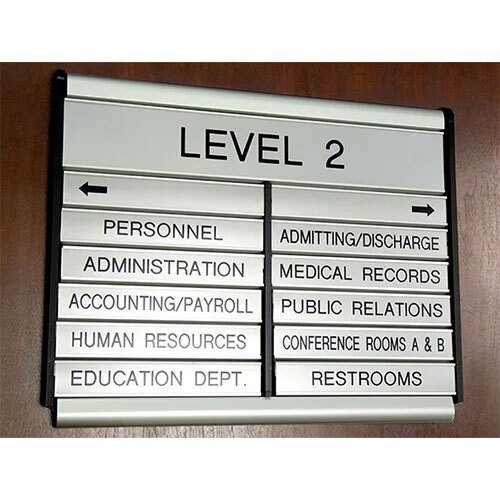 LEVEL 2
PERSONNEL
ADMINISTRATION
ACCOUNTING/PAYROLL
HUMAN RESOURCES
EDUCATION DEPT.
ADMITTING/DISCHARGE
MEDICAL RECORDS
PUBLIC RELATIONS
CONFERENCE ROOMS A & B
RESTROOMS